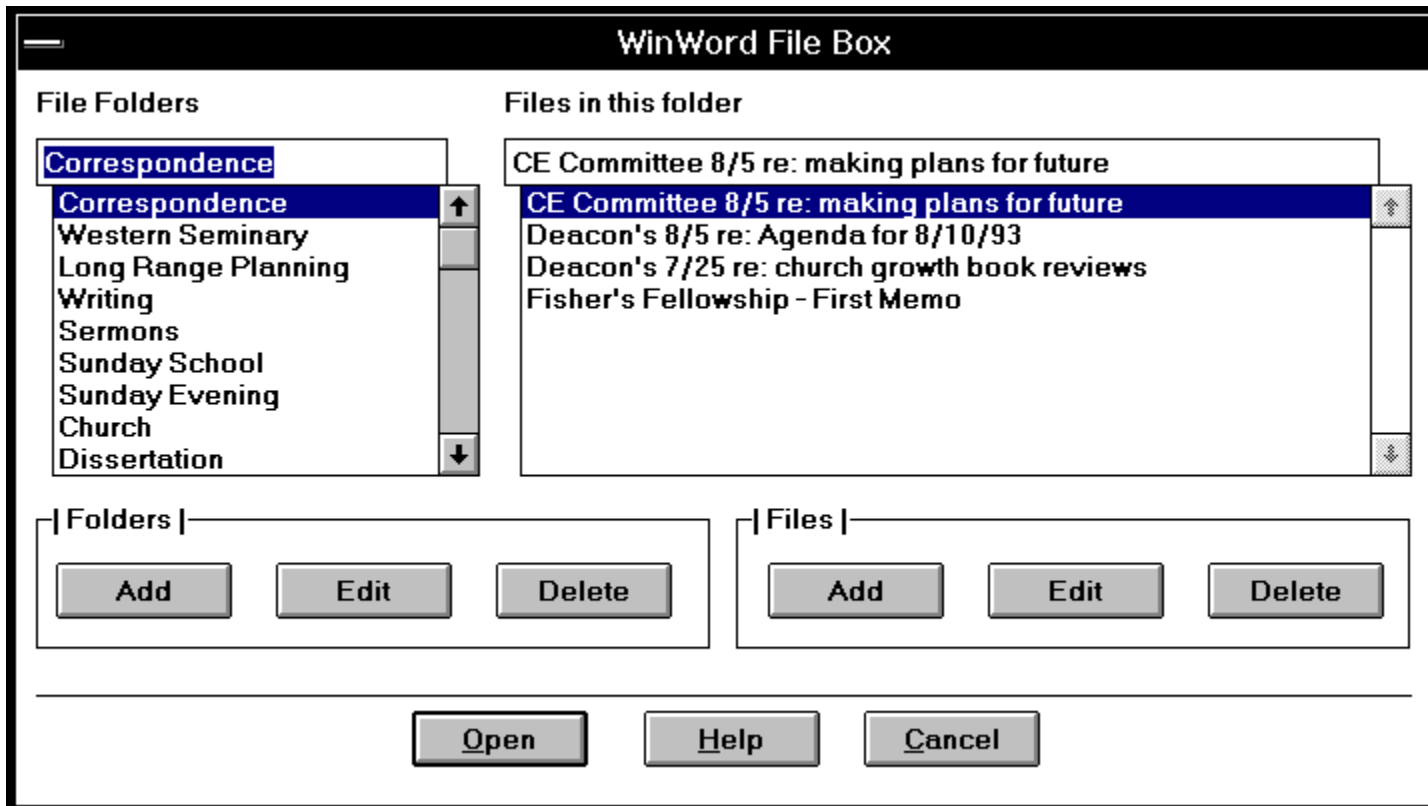 WinWord File Box
File Folders
Files in this folder
Correspondence
CE Committee 8/5 re: making plans for future
Correspondence
Western Seminary
Long Range Planning
Writing
Sermons
Sunday School
Sunday Evening
Church
Dissertation
CE Committee 8/5 re: making plans for future
Deacon's 8/5 re: Agenda for 8/10/93
Deacon's 7/25 re: church growth book reviews
Fisher's Fellowship - First Memo
| Folders |
Add Edit Delete
| Files |
Add Edit Delete
Open Help Cancel